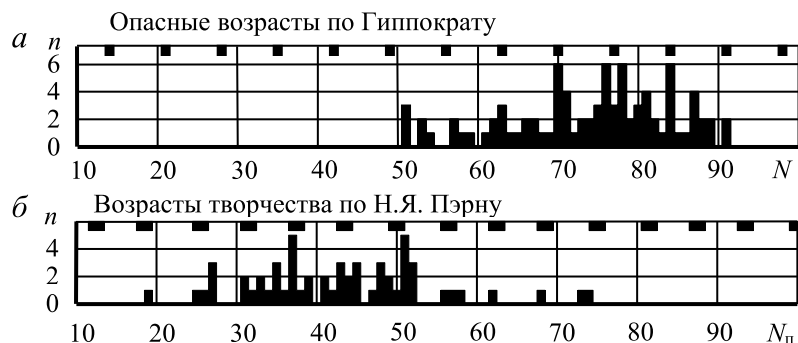 Опасные возрасты по Гиппократу
а n
6
4
2
0
10 20 30 40 50 60 70 80 90 N
б n Возрасты творчества по Н.Я. Пэрну
4
2
0
10 20 30 40 50 60 70 80 90 Nп